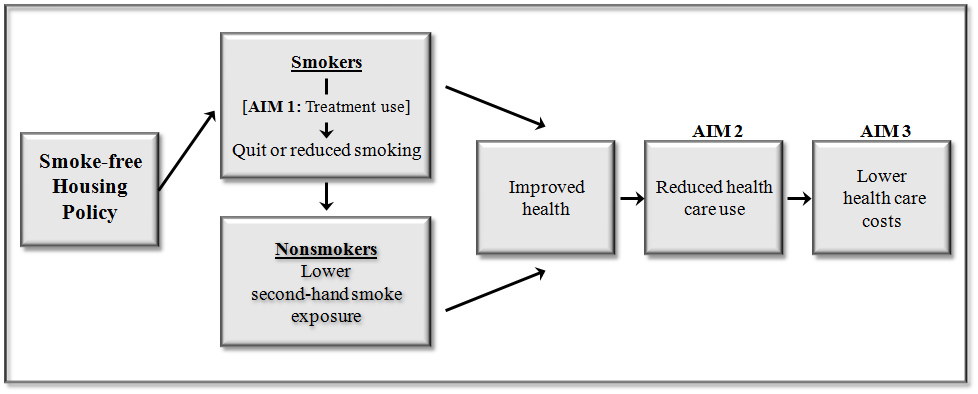 Smoke-free
Housing
Policy
Smokers
[AIM 1: Treatment use]
Quit or reduced smoking
Nonsmokers
Lower
second-hand smoke
exposure
Improved
health
AIM 2
Reduced health
care use
AIM 3
Lower
health care
costs